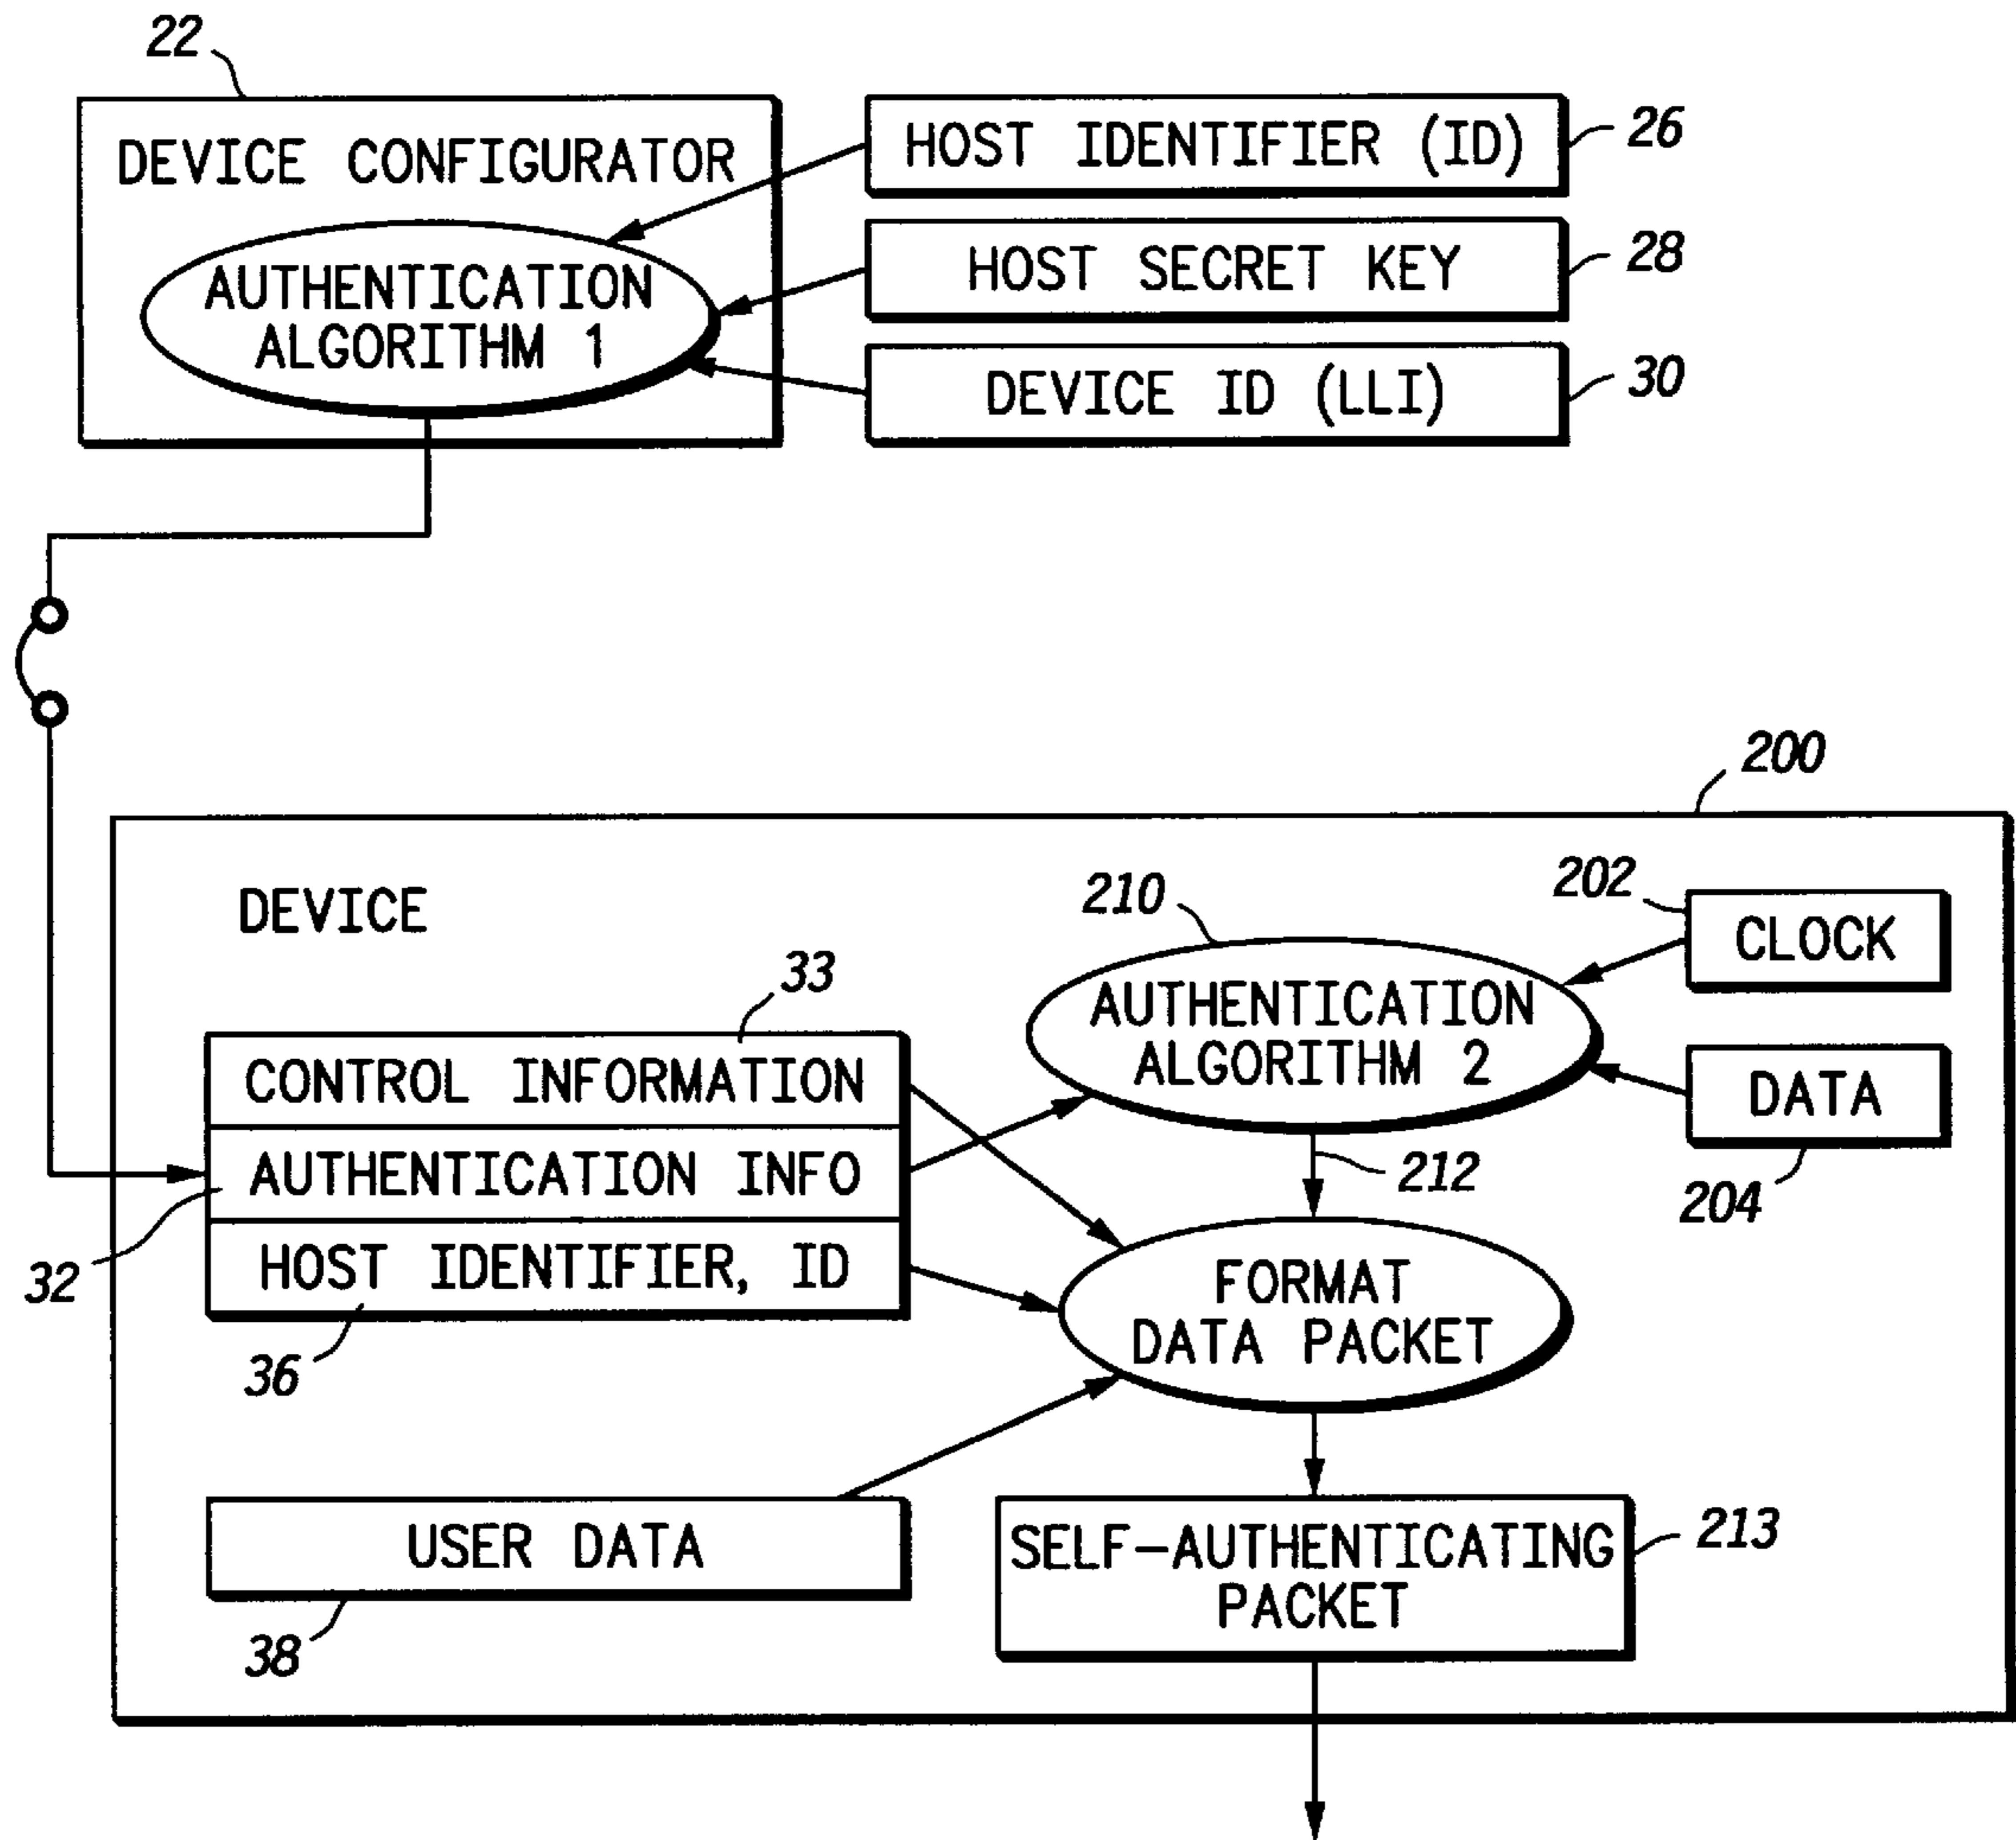 22
DEVICE CONFIGURATOR
AUTHENTICATION
ALGORITHM 1
HOST IDENTIFIER (ID)
26
HOST SECRET KEY
28
DEVICE ID (LLI)
30
200
DEVICE
202
CLOCK
210
AUTHENTICATION
ALGORITHM 2
DATA
204
33
CONTROL INFORMATION
AUTHENTICATION INFO
HOST IDENTIFIER, ID
32
36
212
FORMAT
DATA PACKET
USER DATA
38
SELF-AUTHENTICATING
PACKET
213